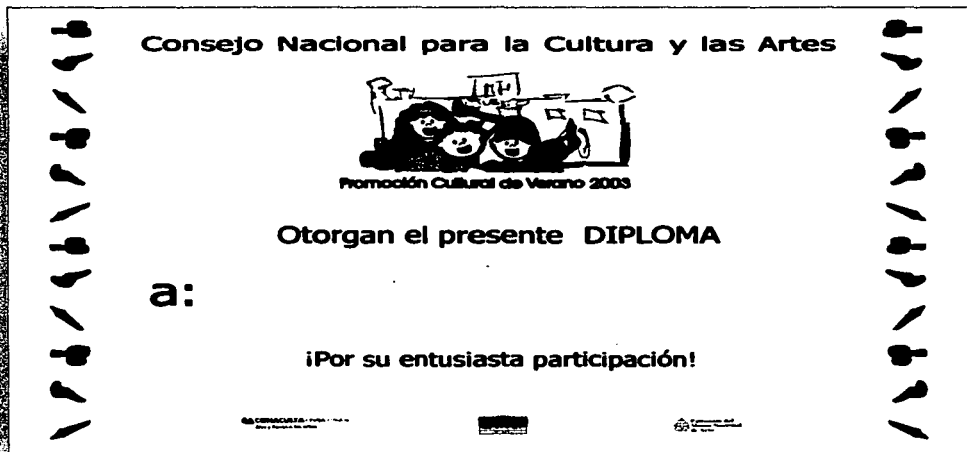 Consejo Nacional para la Cultura y las Artes
Promoción Cultural de Verano 2003
Otorgan el presente DIPLOMA
a:
¡Por su entusiasta participación!
CONACULTA